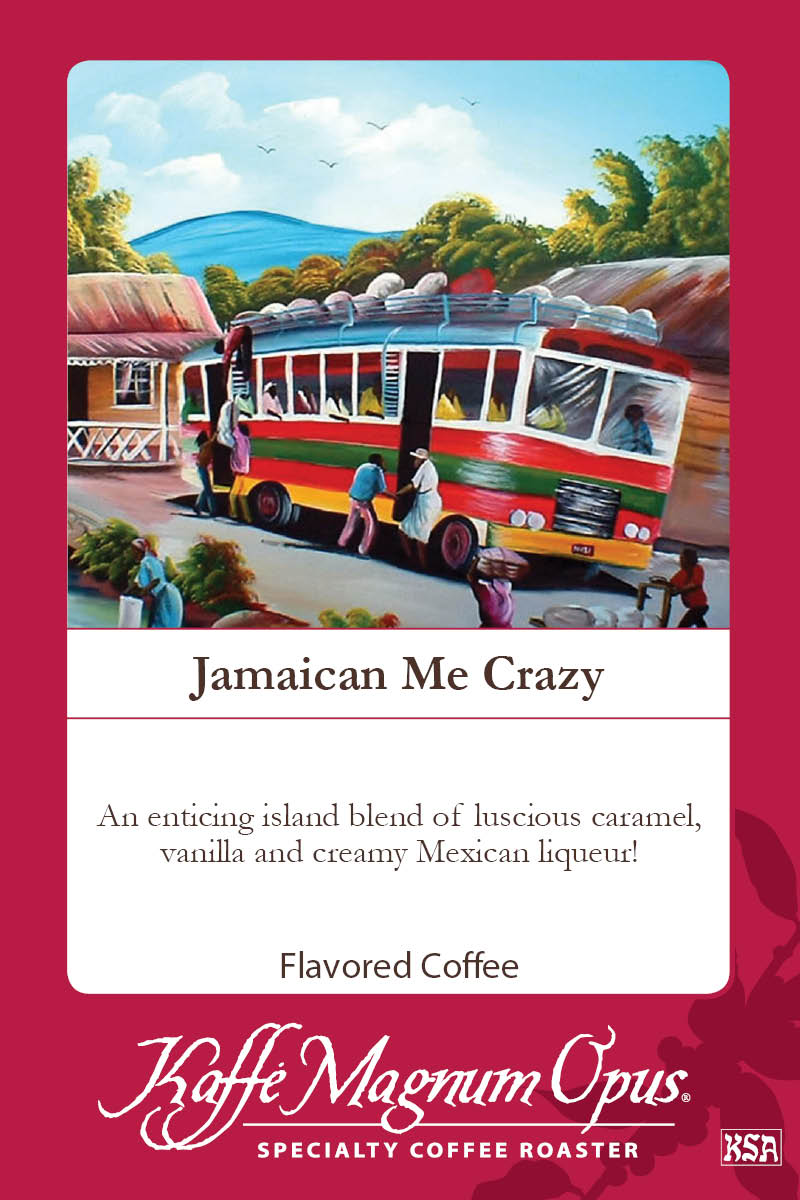 Jamaican Me Crazy
An enticing island blend of luscious caramel,
vanilla and creamy Mexican liqueur!
Flavored Coffee
Kaffé Magnum Opus®
SPECIALTY COFFEE ROASTER
KSA